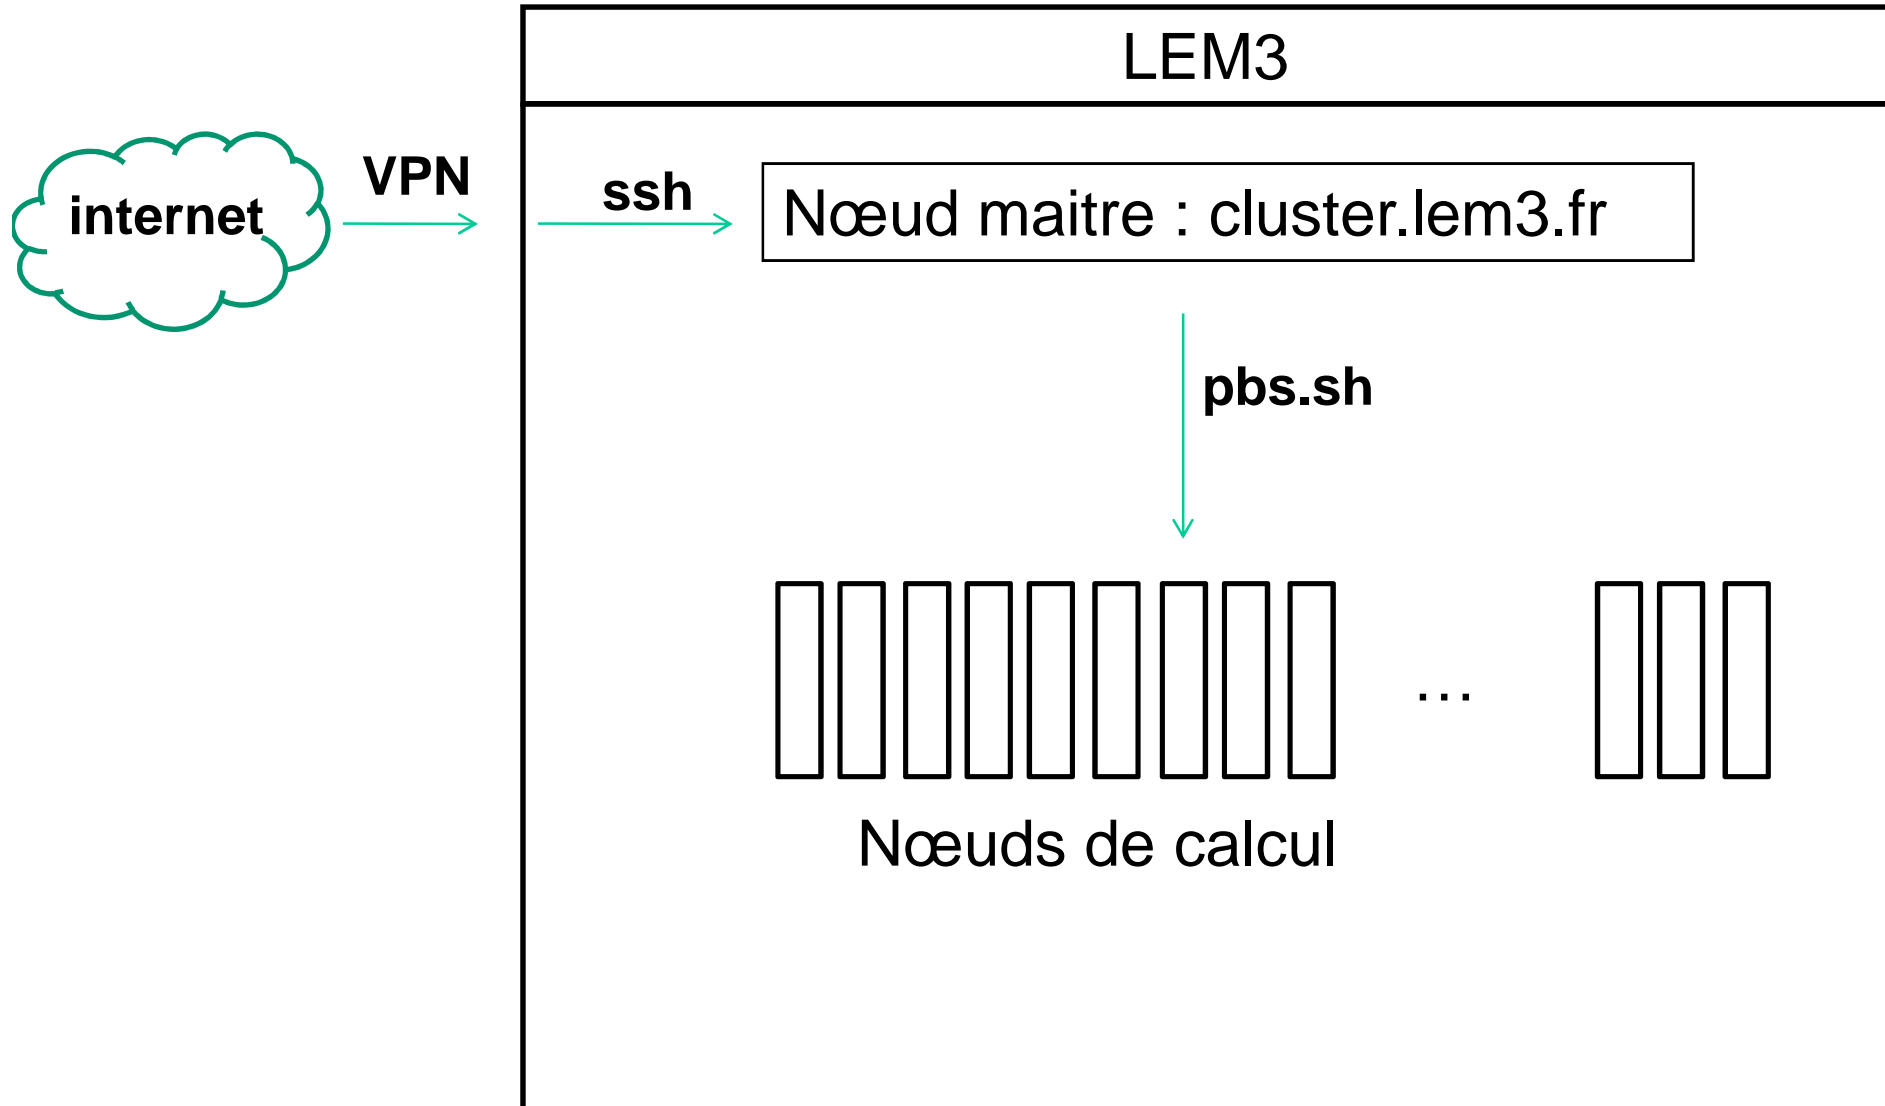 LEM3
internet
VPN
ssh
Nœud maitre : cluster.lem3.fr
pbs.sh
…
Nœuds de calcul